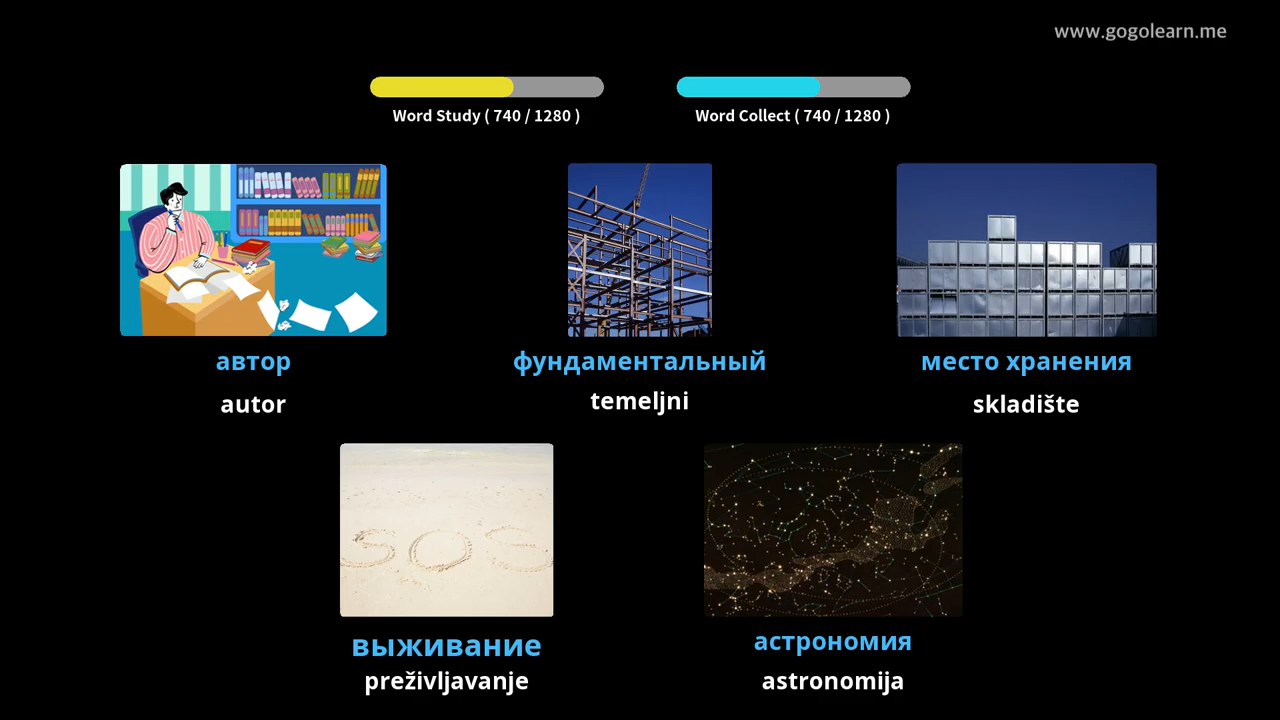 www.gogolearn.me
Word Study ( 740 / 1280 )
Word Collect ( 740 / 1280 )
автор
autor
фундаментальный
temeljni
место хранения
skladište
SOS
выживание
preživljavanje
астрономия
astronomija